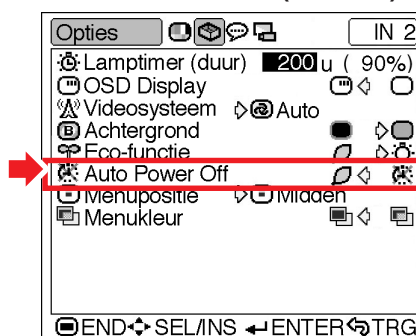 Opties IN 2
Lamptimer (duur) 200 u ( 90%)
OSD Display
Videosysteem Auto
B Achtergrond
Eco-functie
Auto Power Off
Menupositie Midden
Menukleur
END SEL/INS ENTER TRG